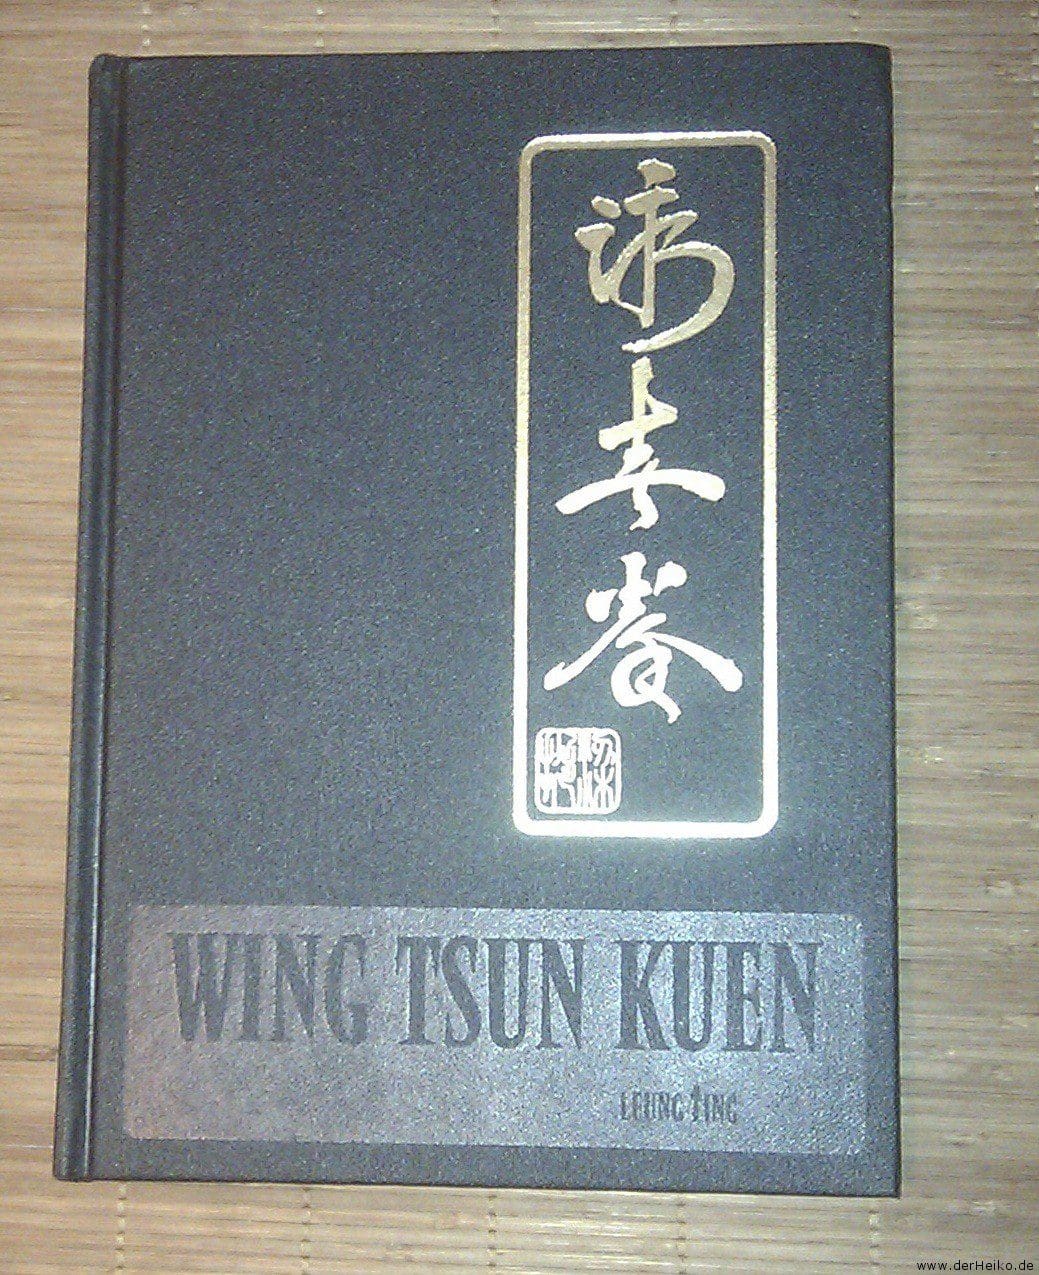 詠春拳
WING TSUN KUEN
LEUNG TING
www.derHeiko.de